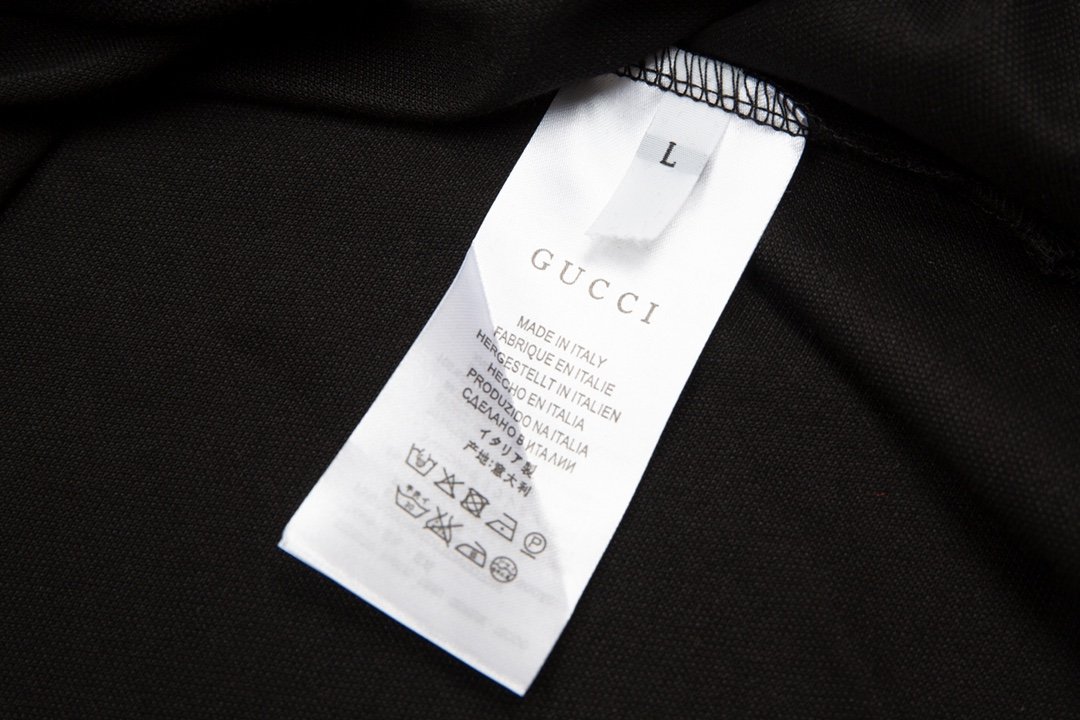 L
GUCCI
MADE IN ITALY
FABRIQUE EN ITALIE
HERGESTELLT IN ITALIEN
HECHO EN ITALIA
PRODUZIDO NA ITALIA
СДЕЛАНО В ИТАЛИИ
イタリア製
产地:意大利
P